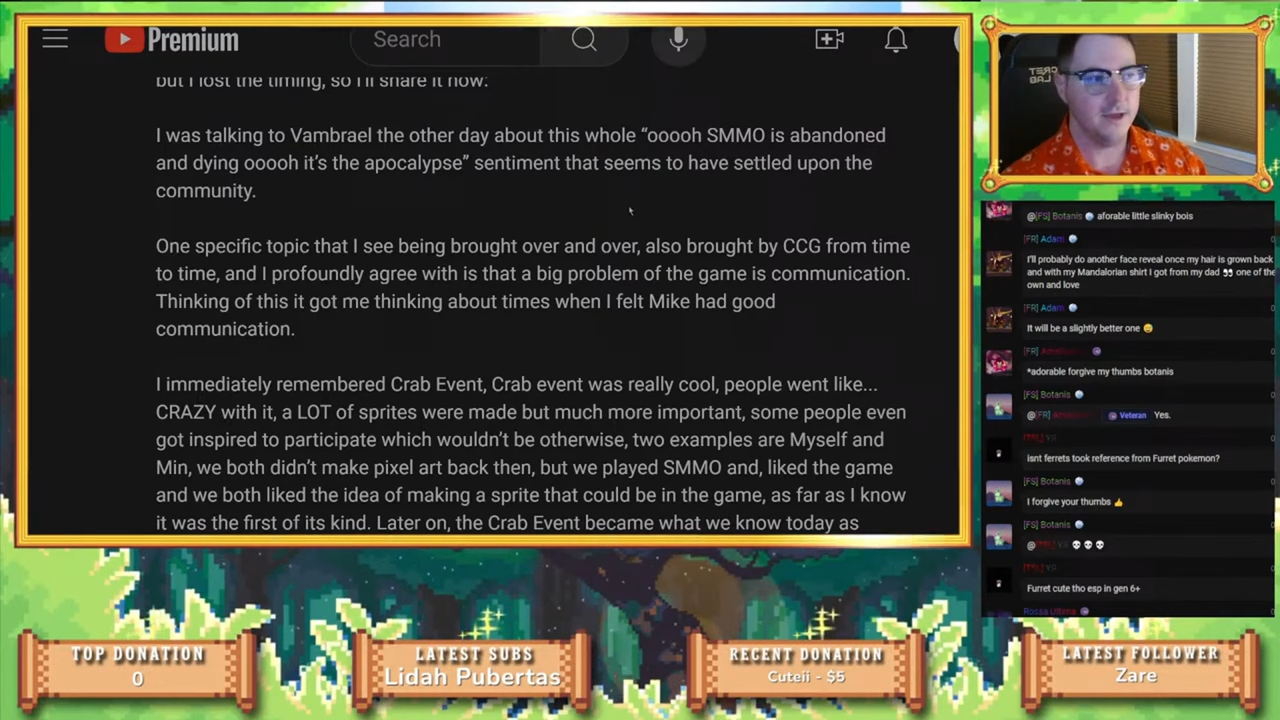 Premium
Search
but I lost the timing, so I'll share it now:
I was talking to Vambrael the other day about this whole “ooooh SMMO is abandoned
and dying ooooh it’s the apocalypse” sentiment that seems to have settled upon the
community.
One specific topic that I see being brought over and over, also brought by CCG from time
to time, and I profoundly agree with is that a big problem of the game is communication.
Thinking of this it got me thinking about times when I felt Mike had good
communication.
I immediately remembered Crab Event, Crab event was really cool, people went like...
CRAZY with it, a LOT of sprites were made but much more important, some people even
got inspired to participate which wouldn’t be otherwise, two examples are Myself and
Min, we both didn’t make pixel art back then, but we played SMMO and, liked the game
and we both liked the idea of making a sprite that could be in the game, as far as I know
it was the first of its kind. Later on, the Crab Event became what we know today as
@[FS] Botanis aforable little slinky bois
[FR] Adam
I'll probably do another face reveal once my hair is grown back
and with my Mandalorian shirt I got from my dad 👀 one of the
own and love
[FR] Adam
It will be a slightly better one
[FR]
*adorable forgive my thumbs botanis
[FS] Botanis
@[FR] Veteran Yes.
isnt ferrets took reference from Furret pokemon?
[FS] Botanis
I forgive your thumbs 👍
[FS] Botanis
@ 💀 💀 💀
Furret cute tho esp in gen 6+
Rossa Ultima
TOP DONATION
0
LATEST SUBS
Lidah Pubertas
RECENT DONATION
Cuteii - $5
LATEST FOLLOWER
Zare